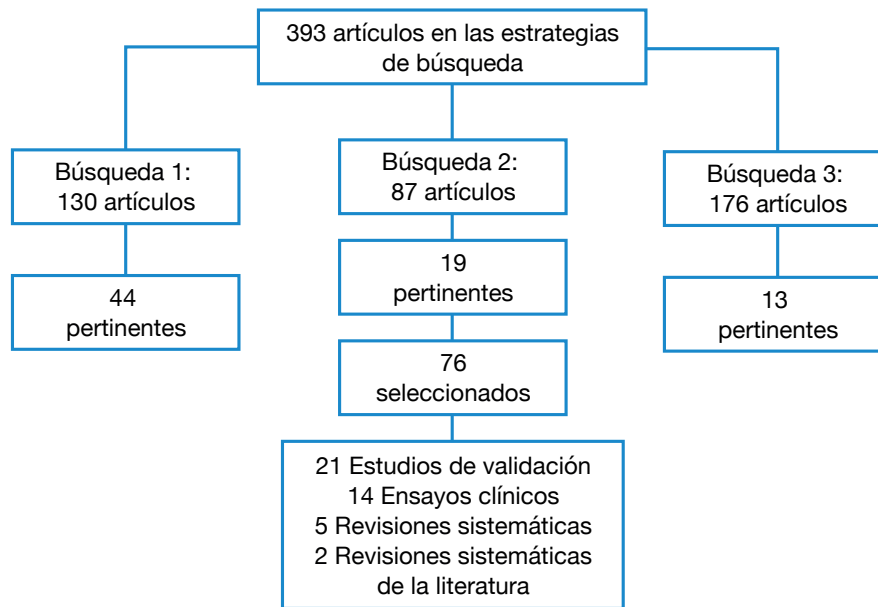 393 artículos en las estrategias
de búsqueda
Búsqueda 1:
130 artículos
Búsqueda 2:
87 artículos
Búsqueda 3:
176 artículos
44
pertinentes
19
pertinentes
13
pertinentes
76
seleccionados
21 Estudios de validación
14 Ensayos clínicos
5 Revisiones sistemáticas
2 Revisiones sistemáticas
de la literatura